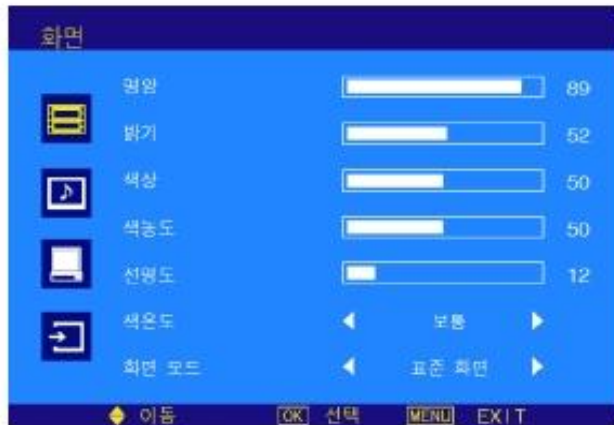 화면
명암 89
밝기 52
색상 50
색농도 50
선명도 12
색온도 보통
화면 모드 표준 화면
이동 OK 선택 MENU EXIT